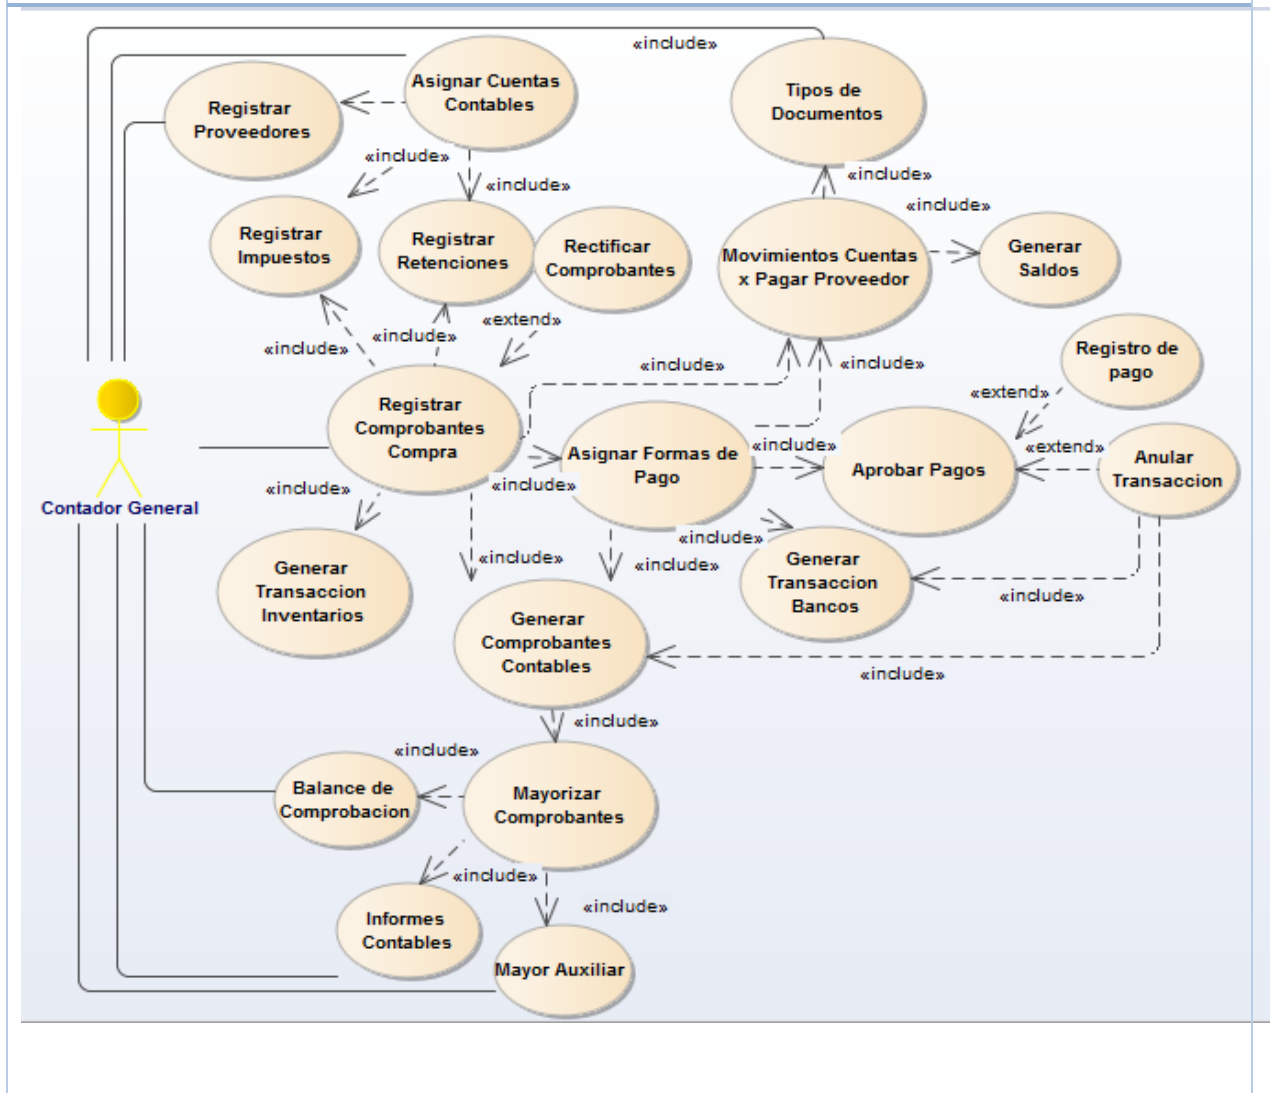 «include»
Asignar Cuentas
Contables
Tipos de
Documentos
Registrar
Proveedores
«include»
«include»
«include»
«include»
Registrar
Impuestos
Registrar
Retenciones
Rectificar
Comprobantes
Movimientos Cuentas
x Pagar Proveedor
Generar
Saldos
«include»
«include»
«extend»
«include»
«include»
Registro de
pago
«extend»
Registrar
Comprobantes
Compra
Asignar Formas de
Pago
«include»
Aprobar Pagos
«extend»
Anular
Transaccion
Contador General
«include»
«include»
«include»
«include»
«include»
Generar
Transaccion
Inventarios
Generar
Transaccion
Bancos
«include»
«include»
Generar
Comprobantes
Contables
«include»
«include»
«include»
Balance de
Comprobacion
Mayorizar
Comprobantes
«include»
«include»
Informes
Contables
Mayor Auxiliar